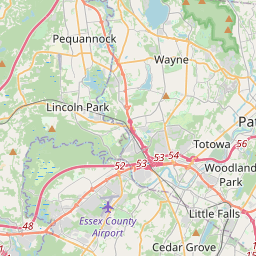 Pequannock
Wayne
Lincoln Park
Totowa
56
54
53
53
52
Woodland
Park
Little Falls
48
Essex County
Airport
Cedar Grove